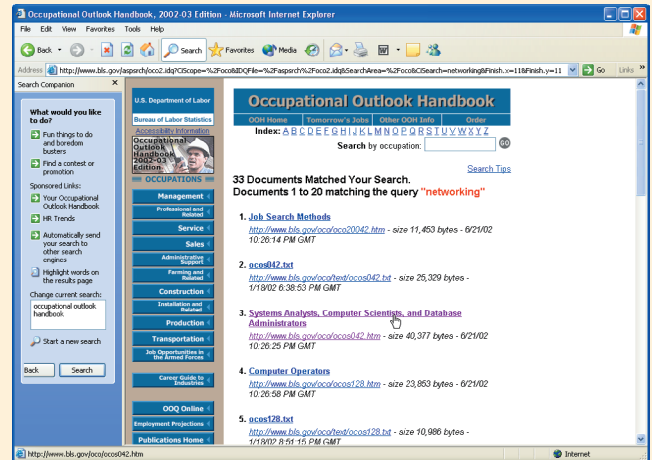 Occupational Outlook Handbook, 2002-03 Edition - Microsoft Internet Explorer
File Edit View Favorites Tools Help
Back Search Favorites Media
Address http://www.bls.gov/aspsrch/oco2.idq?CiScope=%2Foco&IDQFile=%2Faspsrch%2Foco2.idq&SearchArea=%2Foco&CiSearch=networking&Finish.x=11&Finish.y=11 Go Links »
Search Companion
What would you like
to do?
Fun things to do
and boredom
busters
Find a contest or
promotion
Sponsored Links:
Your Occupational
Outlook Handbook
HR Trends
Automatically send
your search to
other search
engines
Highlight words on
the results page
Change current search:
occupational outlook
handbook
Start a new search
Back Search
U.S. Department of Labor
Bureau of Labor Statistics
Accessibility Information
Occupational
Outlook
Handbook
2002-03
Edition
OCCUPATIONS
Management
Professional and
Related
Service
Sales
Administrative
Support
Farming and
Related
Construction
Installation and
Related
Production
Transportation
Job Opportunities in
the Armed Forces
Career Guide to
Industries
OOQ Online
Employment Projections
Publications Home
Occupational Outlook Handbook
OOH Home Tomorrow's Jobs Other OOH Info Order
Index: A B C D E F G H I J K L M N O P Q R S T U V W X Y Z
Search by occupation: GO
Search Tips
33 Documents Matched Your Search.
Documents 1 to 20 matching the query "networking"
1. Job Search Methods
http://www.bls.gov/oco/oco20042.htm - size 11,453 bytes - 6/21/02
10:26:14 PM GMT
2. ocos042.txt
http://www.bls.gov/oco/text/ocos042.txt - size 25,329 bytes -
1/18/02 6:38:53 PM GMT
3. Systems Analysts, Computer Scientists, and Database
Administrators
http://www.bls.gov/oco/ocos042.htm - size 40,377 bytes - 6/21/02
10:26:25 PM GMT
4. Computer Operators
http://www.bls.gov/oco/ocos128.htm - size 23,853 bytes - 6/21/02
10:26:58 PM GMT
5. ocos128.txt
http://www.bls.gov/oco/text/ocos128.txt - size 10,986 bytes -
1/18/02 8:51:15 PM GMT
http://www.bls.gov/oco/ocos042.htm Internet